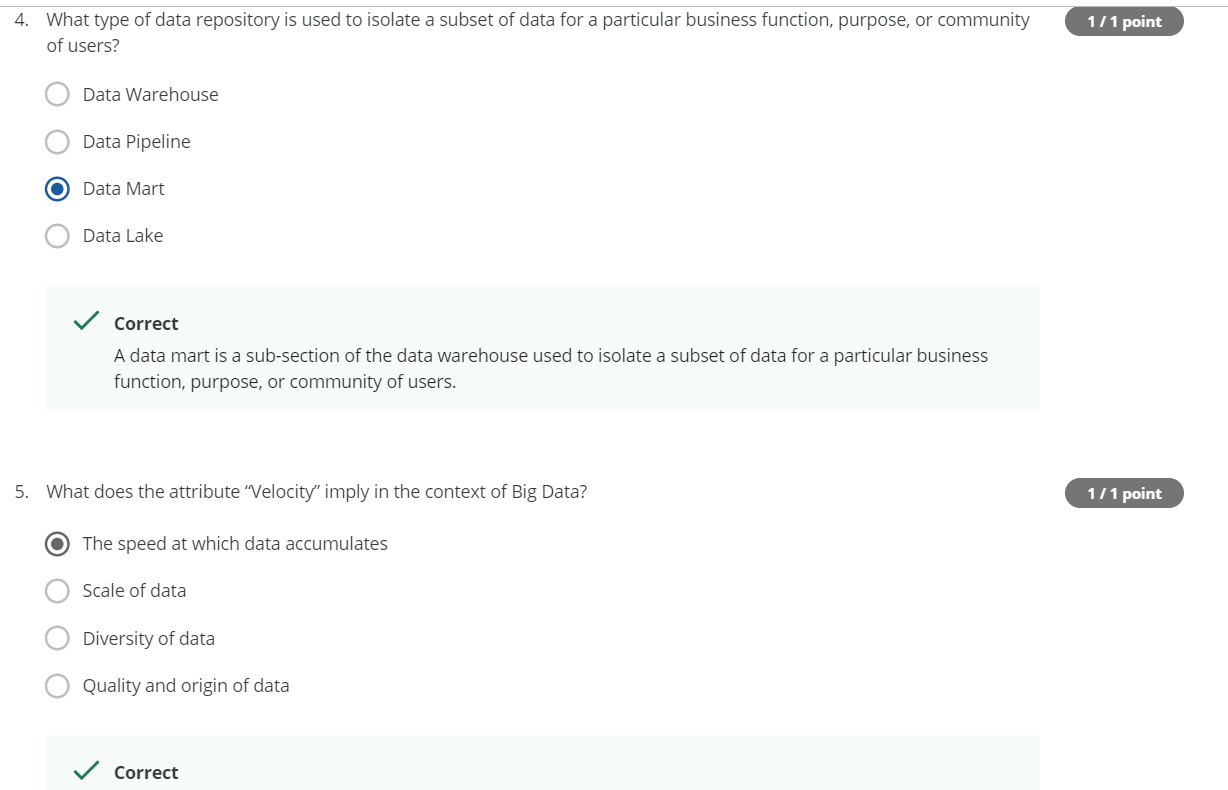 4. What type of data repository is used to isolate a subset of data for a particular business function, purpose, or community
of users?
1 / 1 point
Data Warehouse
Data Pipeline
Data Mart
Data Lake
Correct
A data mart is a sub-section of the data warehouse used to isolate a subset of data for a particular business
function, purpose, or community of users.
5. What does the attribute “Velocity” imply in the context of Big Data?
1 / 1 point
The speed at which data accumulates
Scale of data
Diversity of data
Quality and origin of data
Correct